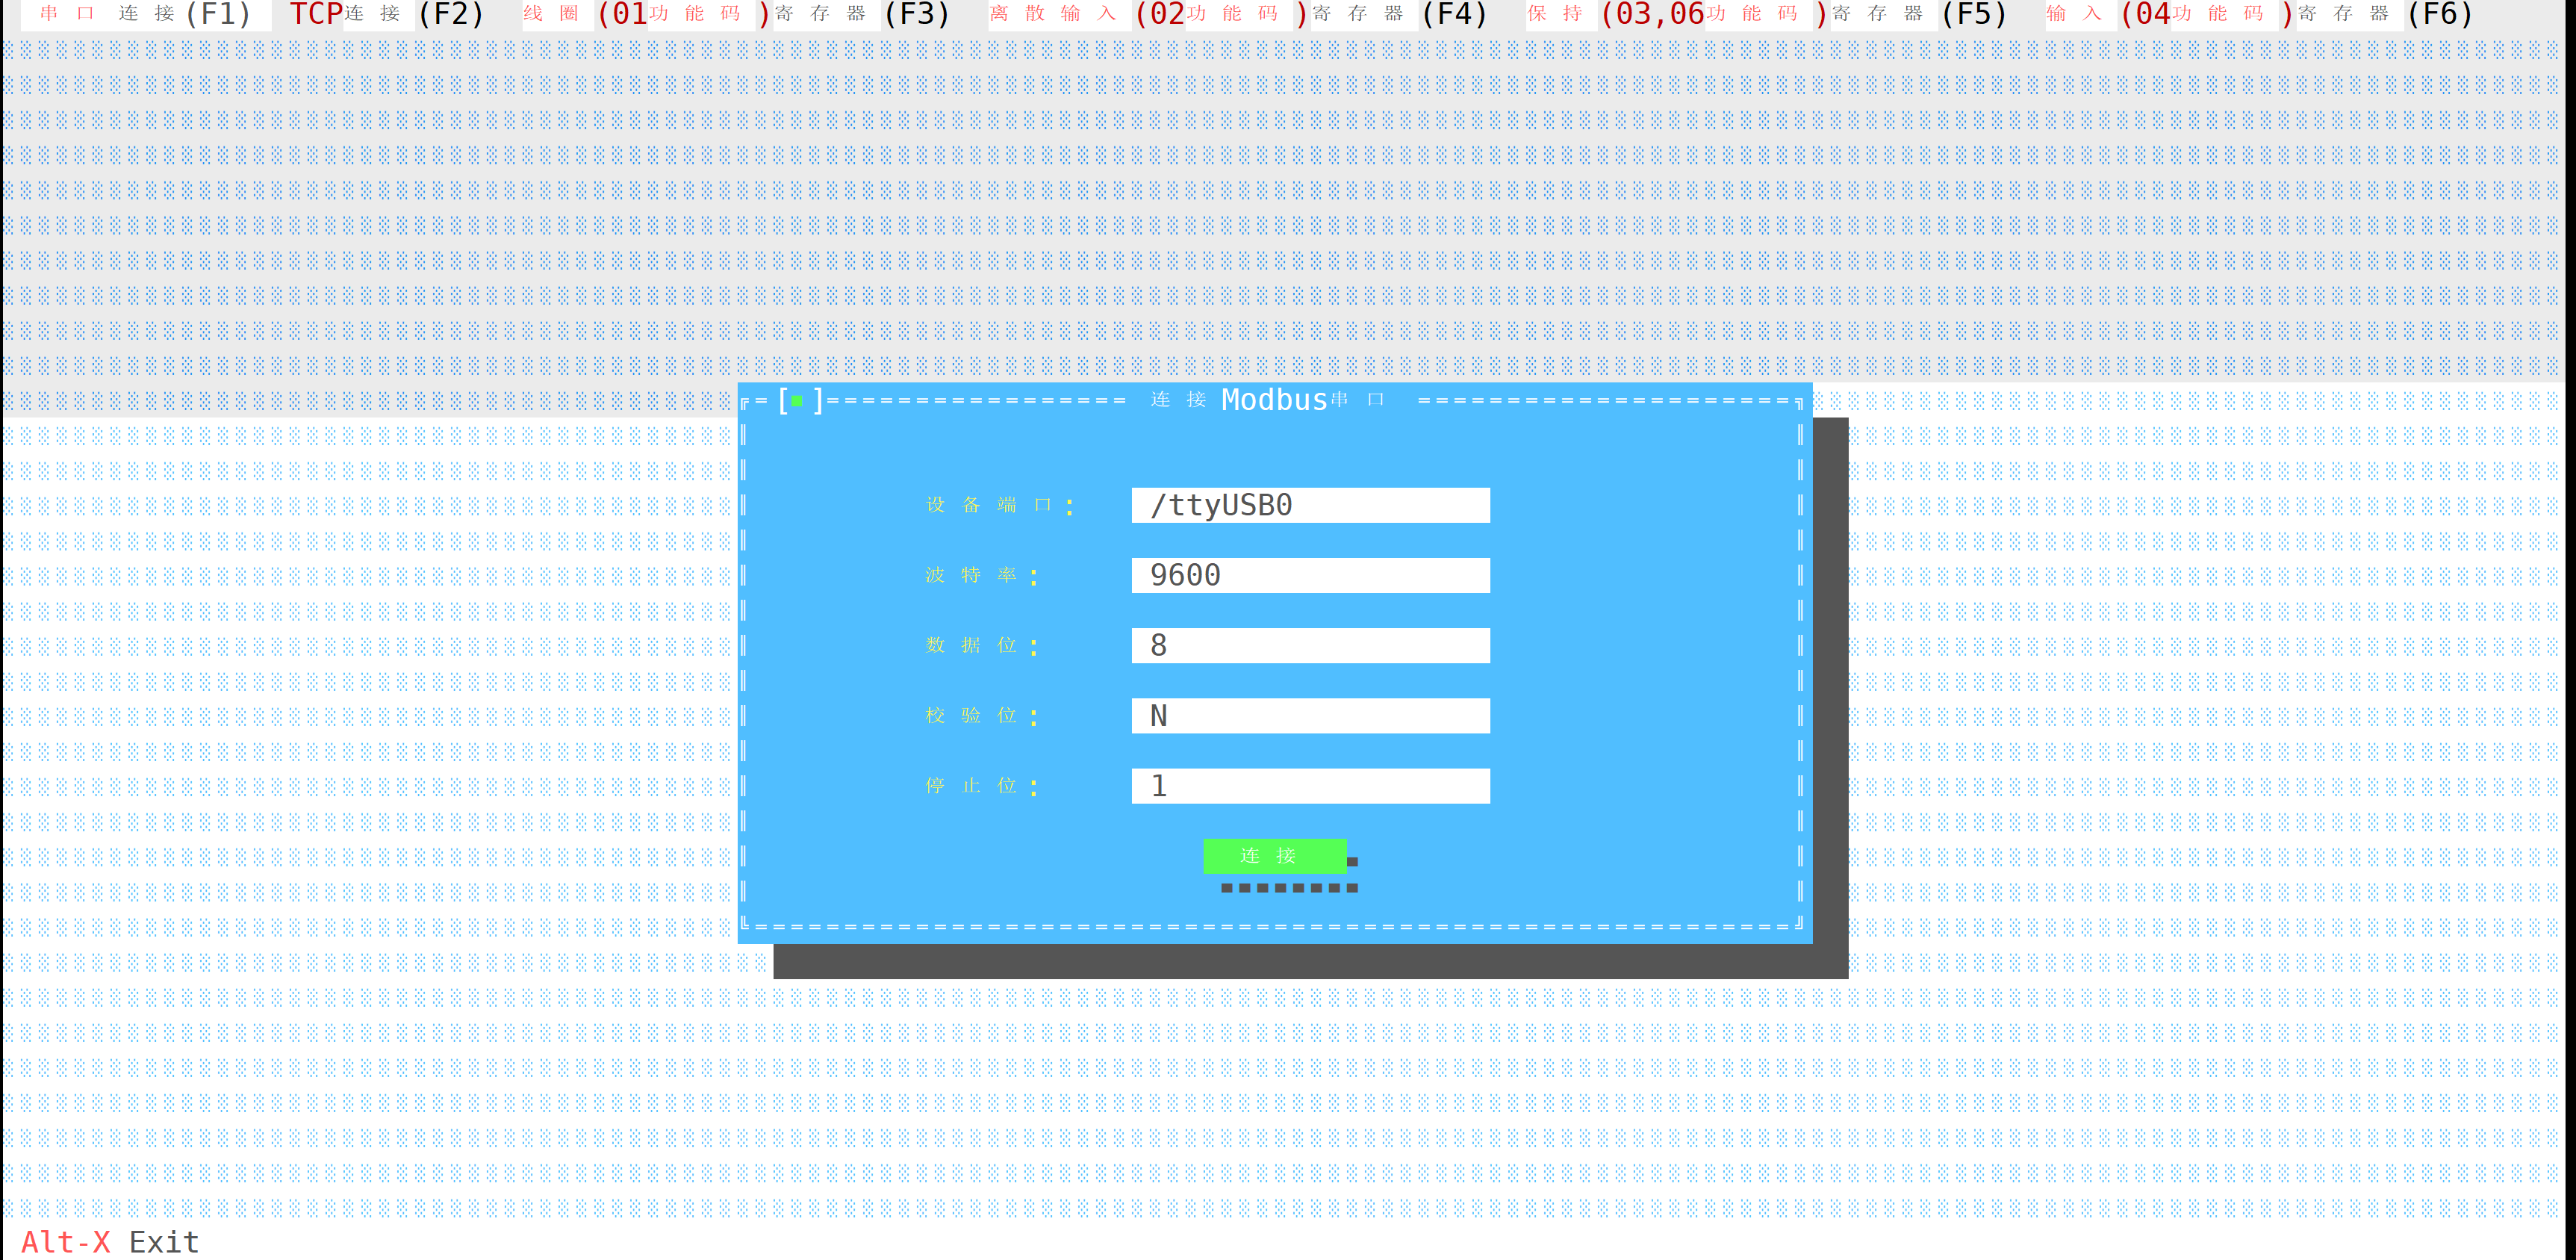 串口连接(F1) TCP连接(F2) 线圈(01功能码)寄存器(F3) 离散输入(02功能码)寄存器(F4) 保持(03,06功能码)寄存器(F5) 输入(04功能码)寄存器(F6)
[■] 连接Modbus串口
设备端口: /ttyUSB0
波特率: 9600
数据位: 8
校验位: N
停止位: 1
连接
Alt-X Exit